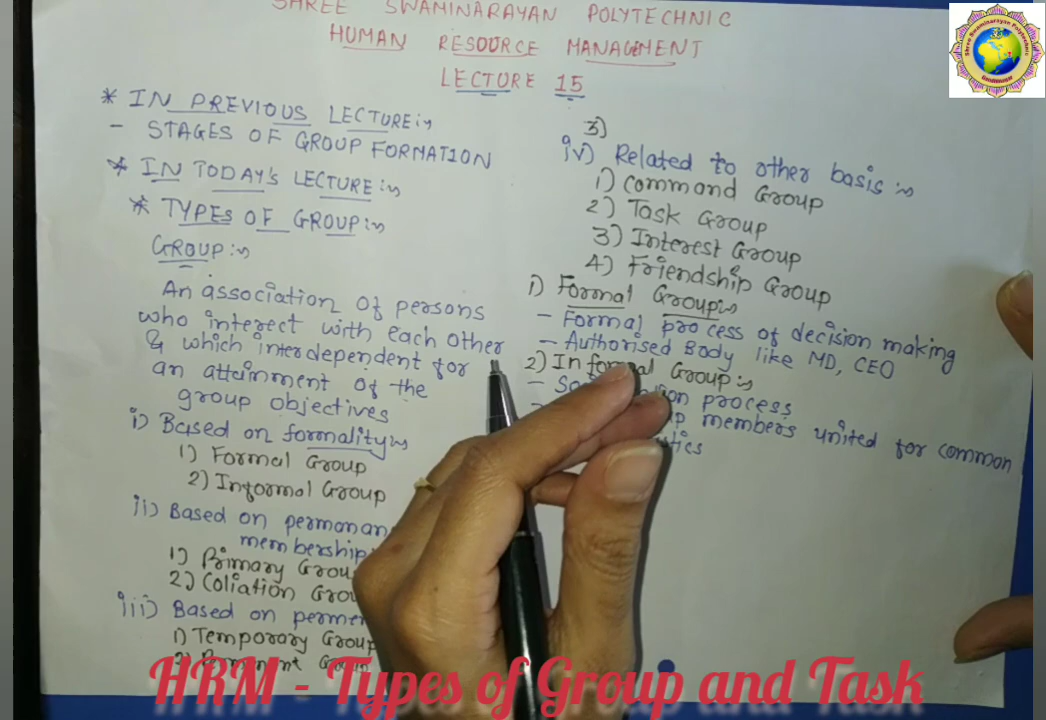 SHREE SWAMINARAYAN POLYTECHNIC
HUMAN RESOURCE MANAGEMENT
LECTURE 15
* IN PREVIOUS LECTURE:
- STAGES OF GROUP FORMATION
* IN TODAY'S LECTURE:
* TYPES OF GROUP:
GROUP:
An association of persons
who interect with each other
& which interdependent for
an attainment of the
group objectives
i) Based on formality
1) Formal Group
2) Informal Group
ii) Based on
membership
1) Primary
2) Coliation
iii) Based on
1) Temporory Group
3)
iv) Related to other basis:
1) Command Group
2) Task Group
3) Interest Group
4) Friendship Group
1) Formal Group
- Formal process of decision making
- Authorised Body like MD, CEO
2) Informal Group:
process
members united for common
HRM - Types of Group and Task
Shree Swaminarayan Polytechnic